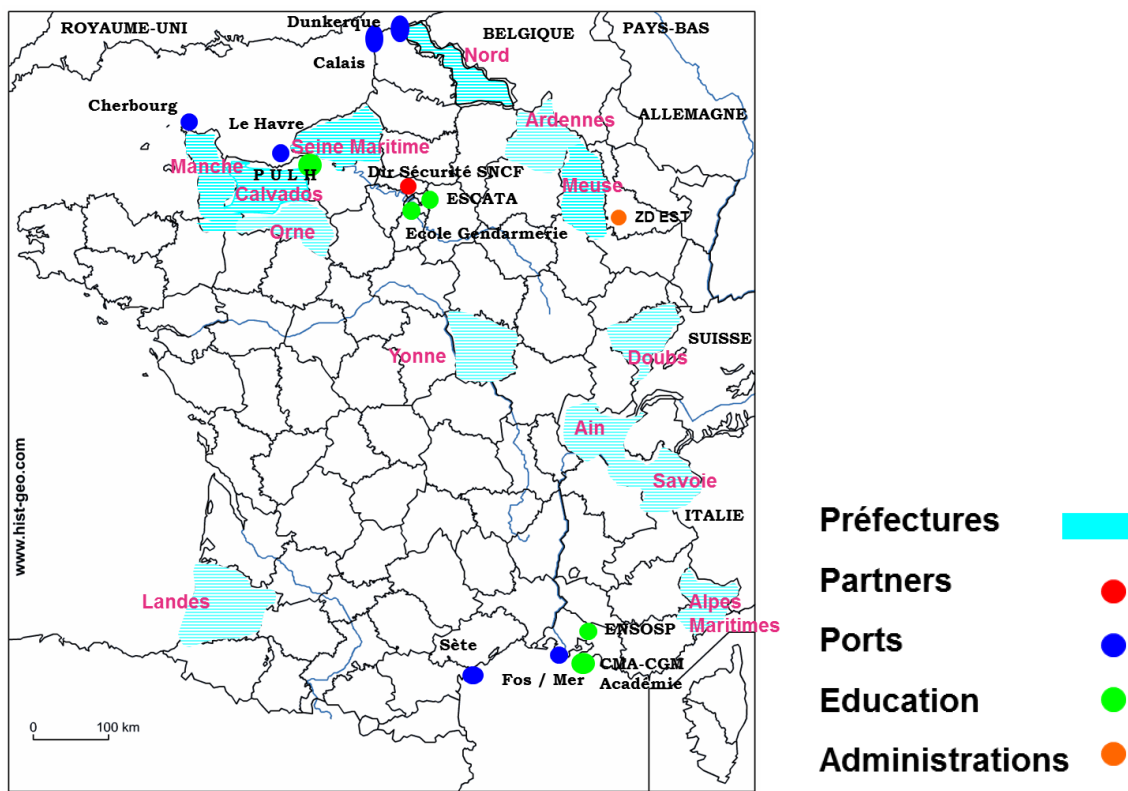 ROYAUME-UNI
Dunkerque
BELGIQUE
PAYS-BAS
Nord
Calais
Cherbourg
Le Havre
Ardennes
ALLEMAGNE
Seine Maritime
Manche
P U L H
Dir Sécurité SNCF
Meuse
Calvados
ESCATA
ZD EST
Orne
Ecole Gendarmerie
Yonne
SUISSE
Doubs
Ain
Savoie
www.hist-geo.com
ITALIE
Landes
Alpes
Maritimes
ENSOSP
Sète
CMA-CGM
Académie
Fos / Mer
0 100 km
Préfectures
Partners
Ports
Education
Administrations